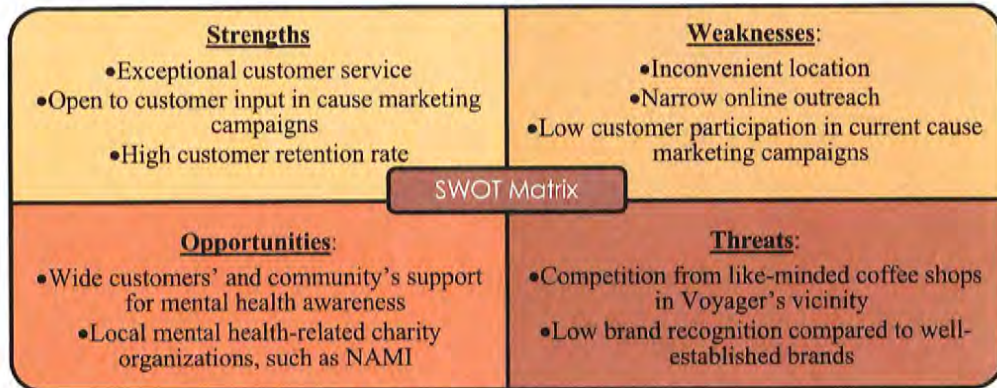 Strengths
•Exceptional customer service
•Open to customer input in cause marketing
campaigns
•High customer retention rate
Weaknesses:
•Inconvenient location
•Narrow online outreach
•Low customer participation in current cause
marketing campaigns
SWOT Matrix
Opportunities:
•Wide customers' and community's support
for mental health awareness
•Local mental health-related charity
organizations, such as NAMI
Threats:
•Competition from like-minded coffee shops
in Voyager's vicinity
•Low brand recognition compared to well-
established brands